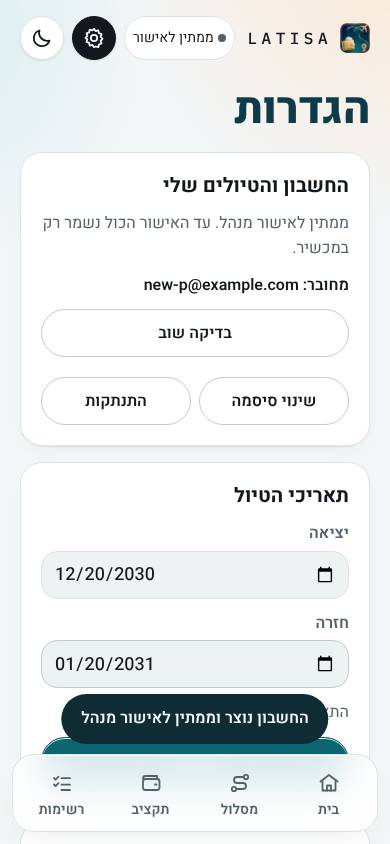 LATISA
ממתין לאישור
הגדרות
החשבון והטיולים שלי
ממתין לאישור מנהל. עד האישור הכול נשמר רק
במכשיר.
מחובר: new-p@example.com
בדיקה שוב
שינוי סיסמה
התנתקות
תאריכי הטיול
יציאה
12/20/2030
חזרה
01/20/2031
החשבון נוצר וממתין לאישור מנהל
בית
מסלול
תקציב
רשימות